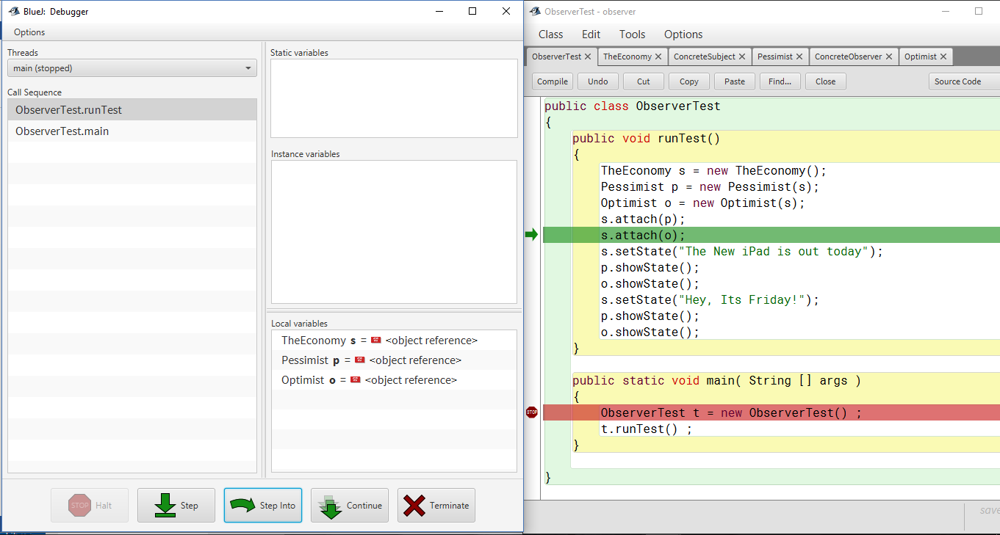 BlueJ: Debugger
Options
Threads
main (stopped)
Call Sequence
ObserverTest.runTest
ObserverTest.main
Static variables
Instance variables
Local variables
TheEconomy s = <object reference>
Pessimist p = <object reference>
Optimist o = <object reference>
STOP Halt
Step
Step Into
Continue
Terminate
ObserverTest - observer
Class Edit Tools Options
ObserverTest TheEconomy ConcreteSubject Pessimist ConcreteObserver Optimist
Compile Undo Cut Copy Paste Find... Close Source Code
public class ObserverTest
{
public void runTest()
{
TheEconomy s = new TheEconomy();
Pessimist p = new Pessimist(s);
Optimist o = new Optimist(s);
s.attach(p);
s.attach(o);
s.setState("The New iPad is out today");
p.showState();
o.showState();
s.setState("Hey, Its Friday!");
p.showState();
o.showState();
}
public static void main( String [] args )
{
STOP ObserverTest t = new ObserverTest() ;
t.runTest() ;
}
}
save